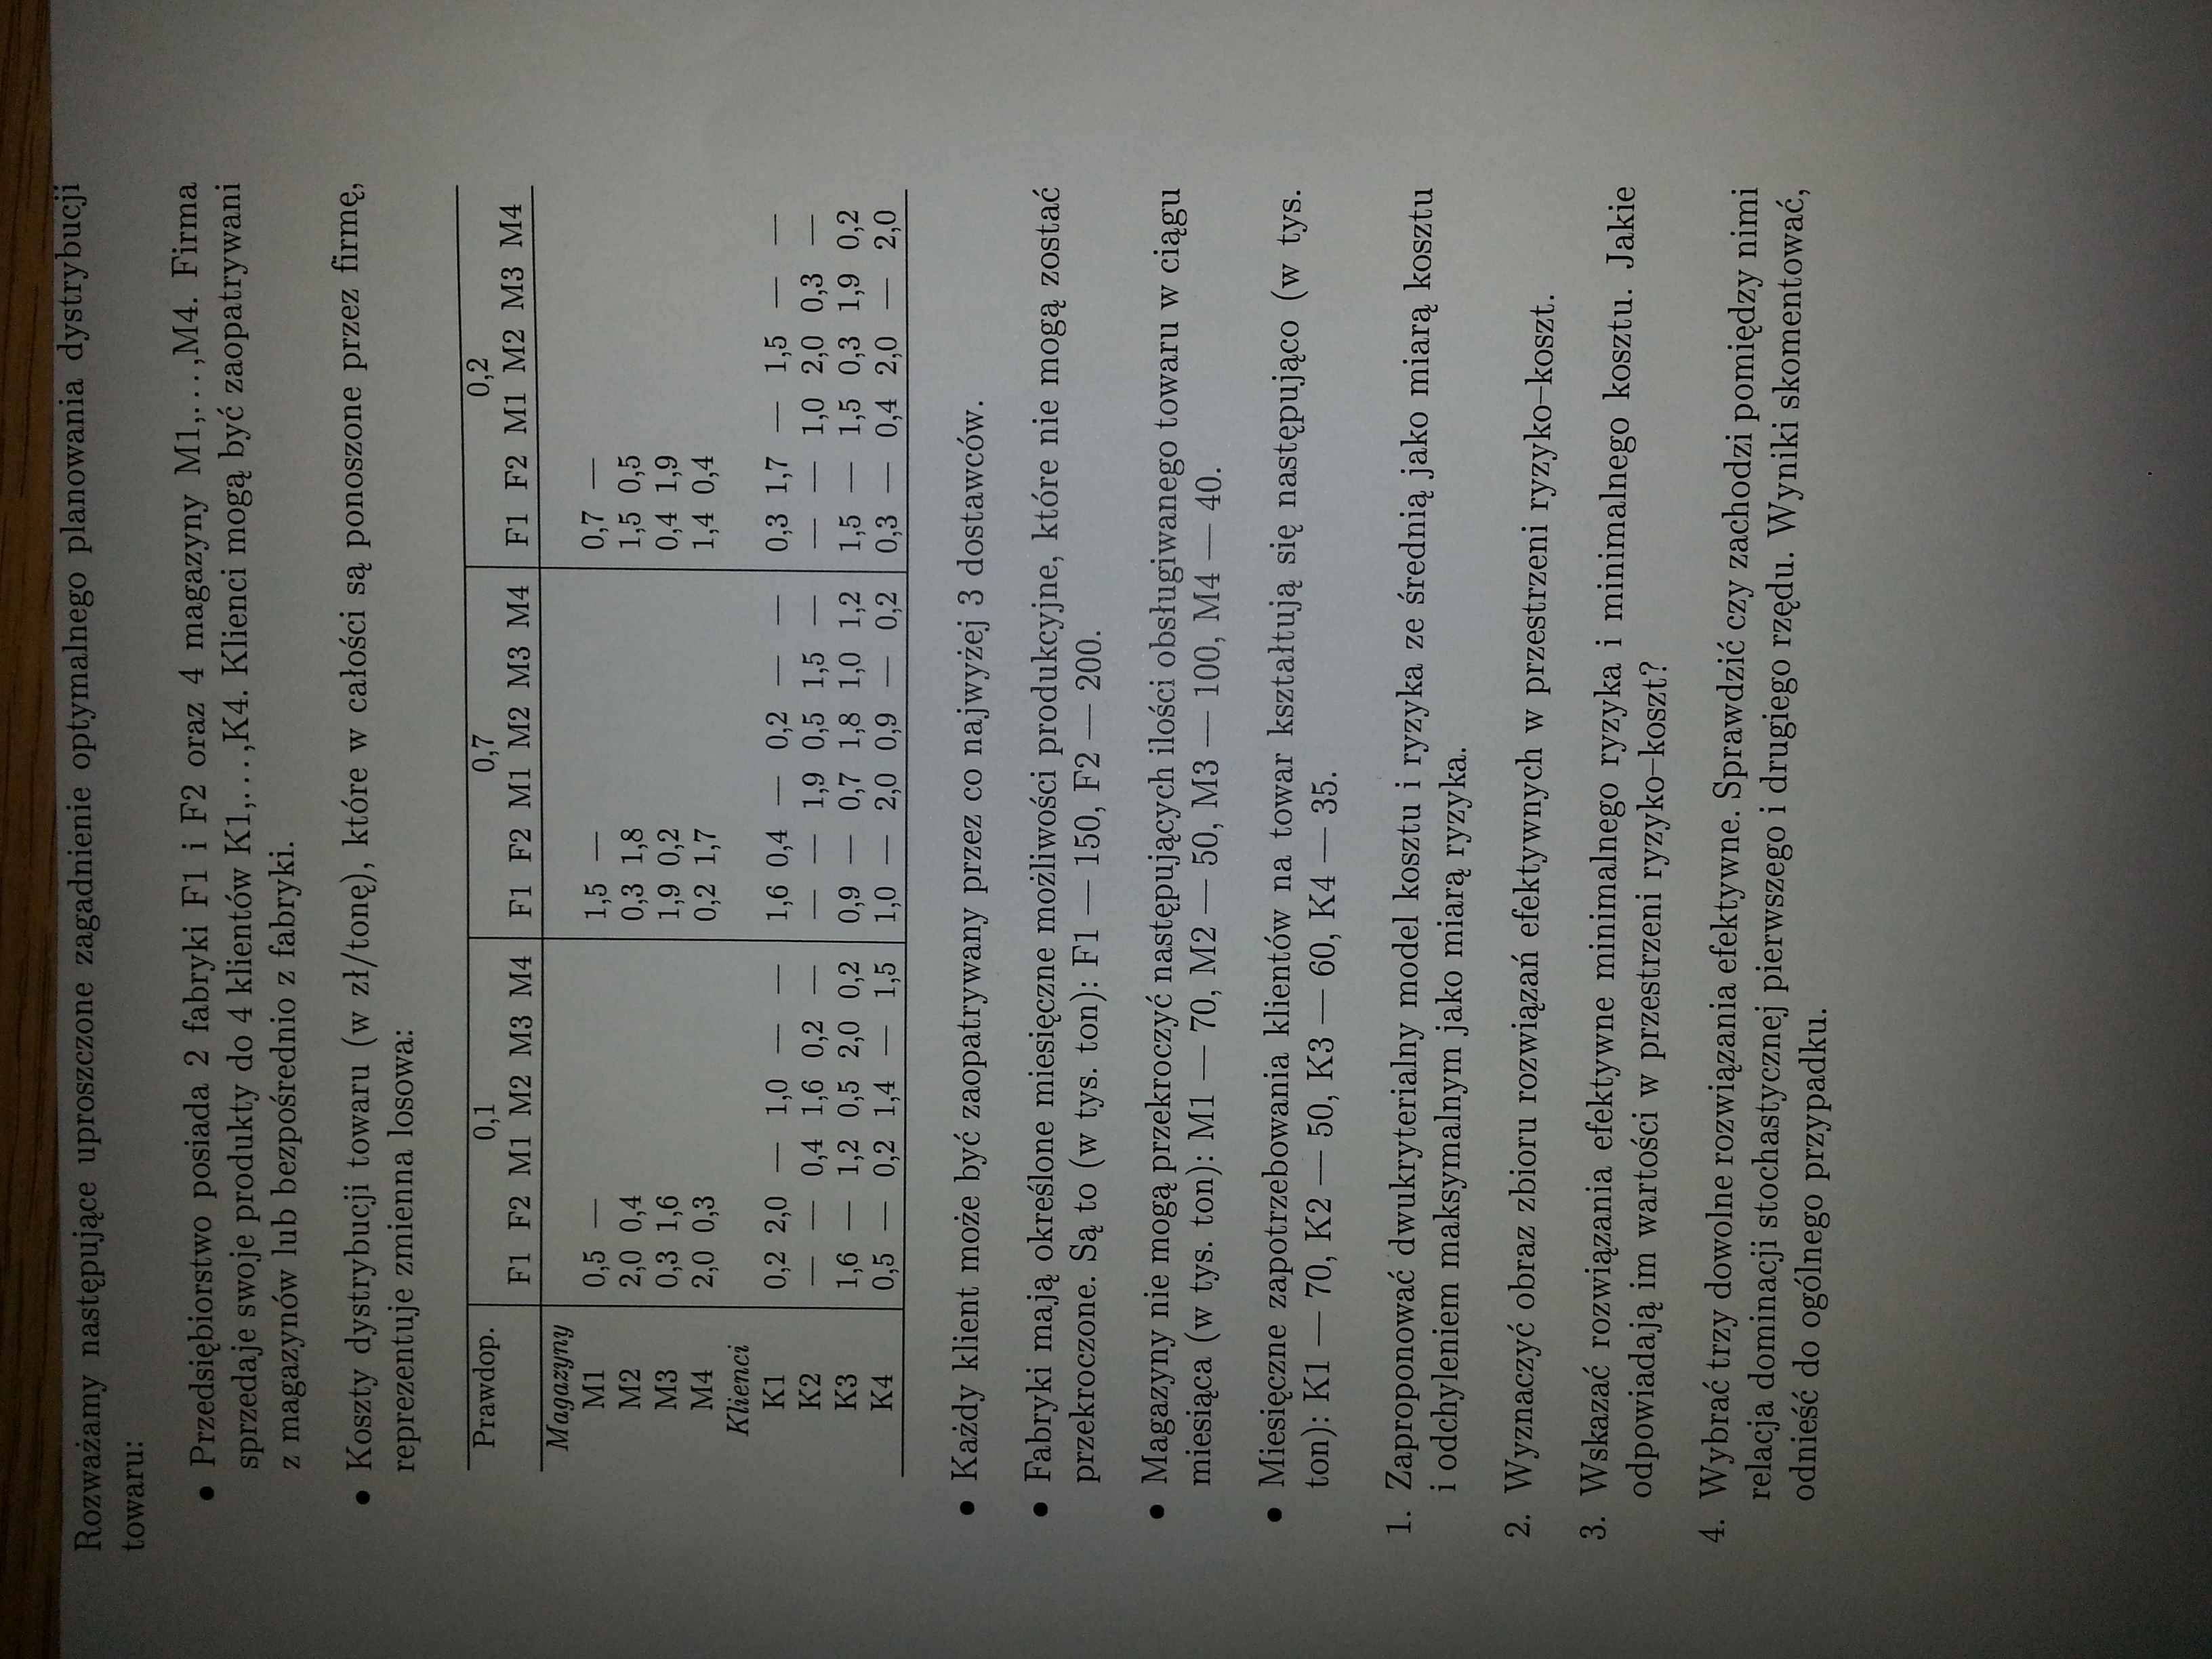 Rozważamy następujące uproszczone zagadnienie optymalnego planowania dystrybucji
towaru:
• Przedsiębiorstwo posiada 2 fabryki F1 i F2 oraz 4 magazyny M1,...,M4. Firma
sprzedaje swoje produkty do 4 klientów K1,...,K4. Klienci mogą być zaopatrywani
z magazynów lub bezpośrednio z fabryki.
• Koszty dystrybucji towaru (w zł/tonę), które w całości są ponoszone przez firmę,
reprezentuje zmienna losowa:
Prawdop. 0,1 0,7 0,2
F1 F2 M1 M2 M3 M4 F1 F2 M1 M2 M3 M4 F1 F2 M1 M2 M3 M4
Magazyny
M1 0,5 — 1,5 — 0,7 —
M2 2,0 0,4 0,3 1,8 1,5 0,5
M3 0,3 1,6 1,9 0,2 0,4 1,9
M4 2,0 0,3 0,2 1,7 1,4 0,4
Klienci
K1 0,2 2,0 — 1,0 — — 1,6 0,4 — 0,2 — — 0,3 1,7 — 1,5 — —
K2 — — 0,4 1,6 0,2 — — — 1,9 0,5 1,5 — — — 1,0 2,0 0,3 —
K3 1,6 — 1,2 0,5 2,0 0,2 0,9 — 0,7 1,8 1,0 1,2 1,5 — 1,5 0,3 1,9 0,2
K4 0,5 — 0,2 1,4 — 1,5 1,0 — 2,0 0,9 — 0,2 0,3 — 0,4 2,0 — 2,0
• Każdy klient może być zaopatrywany przez co najwyżej 3 dostawców.
• Fabryki mają określone miesięczne możliwości produkcyjne, które nie mogą zostać
przekroczone. Są to (w tys. ton): F1 — 150, F2 — 200.
• Magazyny nie mogą przekroczyć następujących ilości obsługiwanego towaru w ciągu
miesiąca (w tys. ton): M1 — 70, M2 — 50, M3 — 100, M4 — 40.
• Miesięczne zapotrzebowania klientów na towar kształtują się następująco (w tys.
ton): K1 — 70, K2 — 50, K3 — 60, K4 — 35.
1. Zaproponować dwukryterialny model kosztu i ryzyka ze średnią jako miarą kosztu
i odchyleniem maksymalnym jako miarą ryzyka.
2. Wyznaczyć obraz zbioru rozwiązań efektywnych w przestrzeni ryzyko–koszt.
3. Wskazać rozwiązania efektywne minimalnego ryzyka i minimalnego kosztu. Jakie
odpowiadają im wartości w przestrzeni ryzyko–koszt?
4. Wybrać trzy dowolne rozwiązania efektywne. Sprawdzić czy zachodzi pomiędzy nimi
relacja dominacji stochastycznej pierwszego i drugiego rzędu. Wyniki skomentować,
odnieść do ogólnego przypadku.